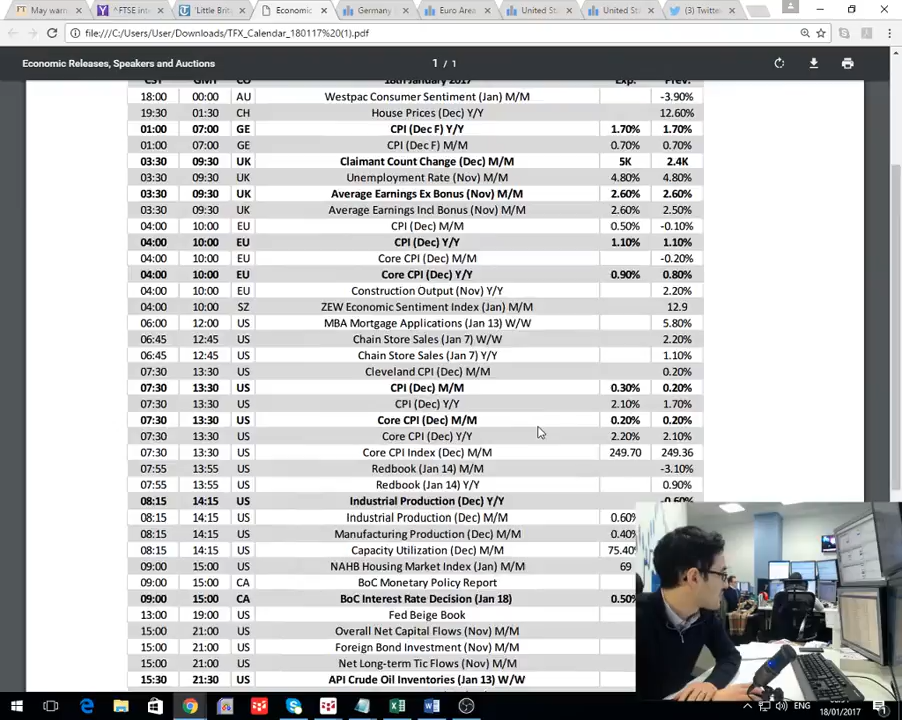 May warn
^FTSE int
'Little Brit
Economic
Germany
Euro Area
United St
United St
(3) Twitte
file:///C:/Users/User/Downloads/TFX_Calendar_180117%20(1).pdf
Economic Releases, Speakers and Auctions
1 / 1
CST GMT CO 18th January 2017 Exp. Prev.
18:00 00:00 AU Westpac Consumer Sentiment (Jan) M/M -3.90%
19:30 01:30 CH House Prices (Dec) Y/Y 12.60%
01:00 07:00 GE CPI (Dec F) Y/Y 1.70% 1.70%
01:00 07:00 GE CPI (Dec F) M/M 0.70% 0.70%
03:30 09:30 UK Claimant Count Change (Dec) M/M 5K 2.4K
03:30 09:30 UK Unemployment Rate (Nov) M/M 4.80% 4.80%
03:30 09:30 UK Average Earnings Ex Bonus (Nov) M/M 2.60% 2.60%
03:30 09:30 UK Average Earnings Incl Bonus (Nov) M/M 2.60% 2.50%
04:00 10:00 EU CPI (Dec) M/M 0.50% -0.10%
04:00 10:00 EU CPI (Dec) Y/Y 1.10% 1.10%
04:00 10:00 EU Core CPI (Dec) M/M -0.20%
04:00 10:00 EU Core CPI (Dec) Y/Y 0.90% 0.80%
04:00 10:00 EU Construction Output (Nov) Y/Y 2.20%
04:00 10:00 SZ ZEW Economic Sentiment Index (Jan) M/M 12.9
06:00 12:00 US MBA Mortgage Applications (Jan 13) W/W 5.80%
06:45 12:45 US Chain Store Sales (Jan 7) W/W 2.20%
06:45 12:45 US Chain Store Sales (Jan 7) Y/Y 1.10%
07:30 13:30 US Cleveland CPI (Dec) M/M 0.20%
07:30 13:30 US CPI (Dec) M/M 0.30% 0.20%
07:30 13:30 US CPI (Dec) Y/Y 2.10% 1.70%
07:30 13:30 US Core CPI (Dec) M/M 0.20% 0.20%
07:30 13:30 US Core CPI (Dec) Y/Y 2.20% 2.10%
07:30 13:30 US Core CPI Index (Dec) M/M 249.70 249.36
07:55 13:55 US Redbook (Jan 14) M/M -3.10%
07:55 13:55 US Redbook (Jan 14) Y/Y 0.90%
08:15 14:15 US Industrial Production (Dec) Y/Y -0.60%
08:15 14:15 US Industrial Production (Dec) M/M 0.60%
08:15 14:15 US Manufacturing Production (Dec) M/M 0.40%
08:15 14:15 US Capacity Utilization (Dec) M/M 75.40
09:00 15:00 US NAHB Housing Market Index (Jan) M/M 69
09:00 15:00 CA BoC Monetary Policy Report
09:00 15:00 CA BoC Interest Rate Decision (Jan 18) 0.50%
13:00 19:00 US Fed Beige Book
15:00 21:00 US Overall Net Capital Flows (Nov) M/M
15:00 21:00 US Foreign Bond Investment (Nov) M/M
15:00 21:00 US Net Long-term Tic Flows (Nov) M/M
15:30 21:30 US API Crude Oil Inventories (Jan 13) W/W
18/01/2017